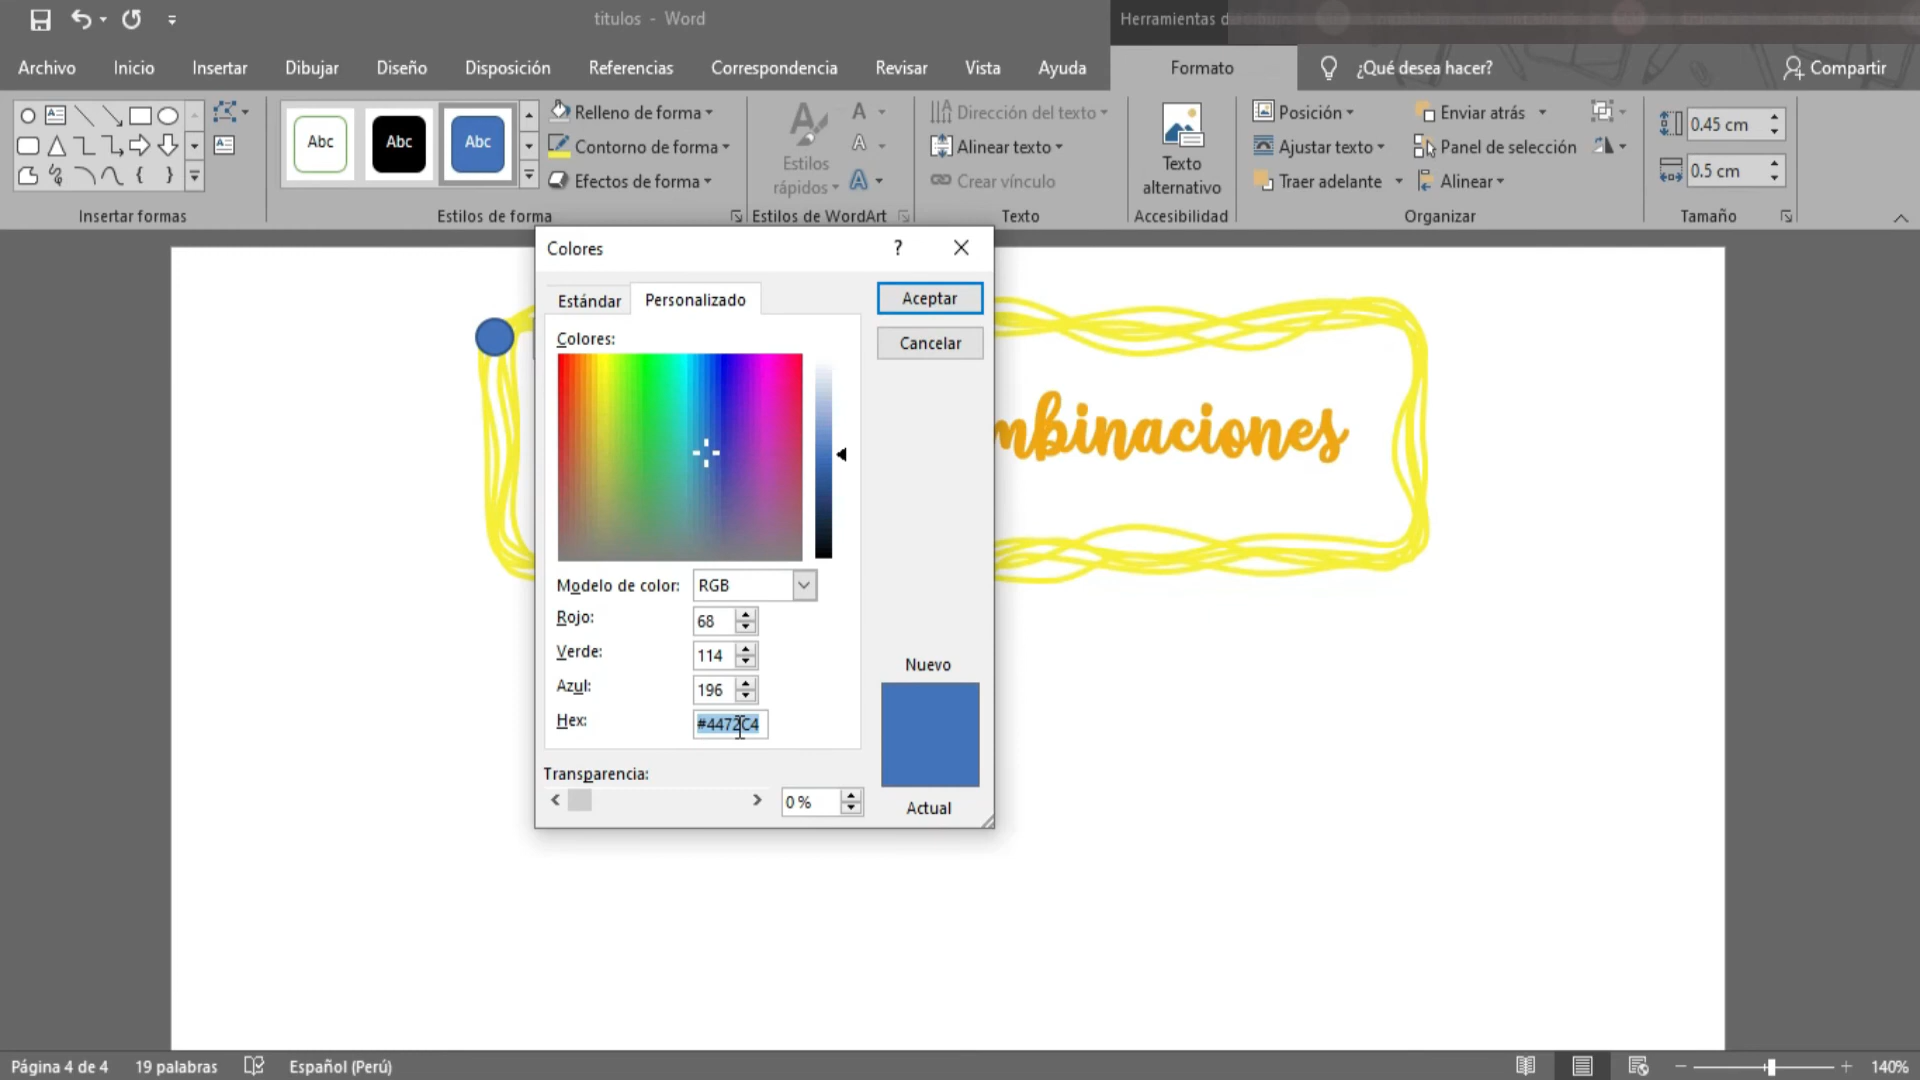 titulos - Word
Herramientas d
Archivo Inicio Insertar Dibujar Diseño Disposición Referencias Correspondencia Revisar Vista Ayuda Formato ¿Qué desea hacer? Compartir
Abc Abc Abc
Relleno de forma
Contorno de forma
Efectos de forma
Estilos rápidos
Dirección del texto
Alinear texto
Crear vínculo
Texto alternativo
Posición
Ajustar texto
Traer adelante
Enviar atrás
Panel de selección
Alinear
0.45 cm
0.5 cm
Insertar formas Estilos de forma Estilos de WordArt Texto Accesibilidad Organizar Tamaño
Colores ?
Estándar Personalizado
Aceptar
Cancelar
Colores:
mbinaciones
Modelo de color: RGB
Rojo: 68
Verde: 114
Azul: 196
Hex: #4472C4
Transparencia:
0 %
Nuevo
Actual
Página 4 de 4 19 palabras Español (Perú) 140%